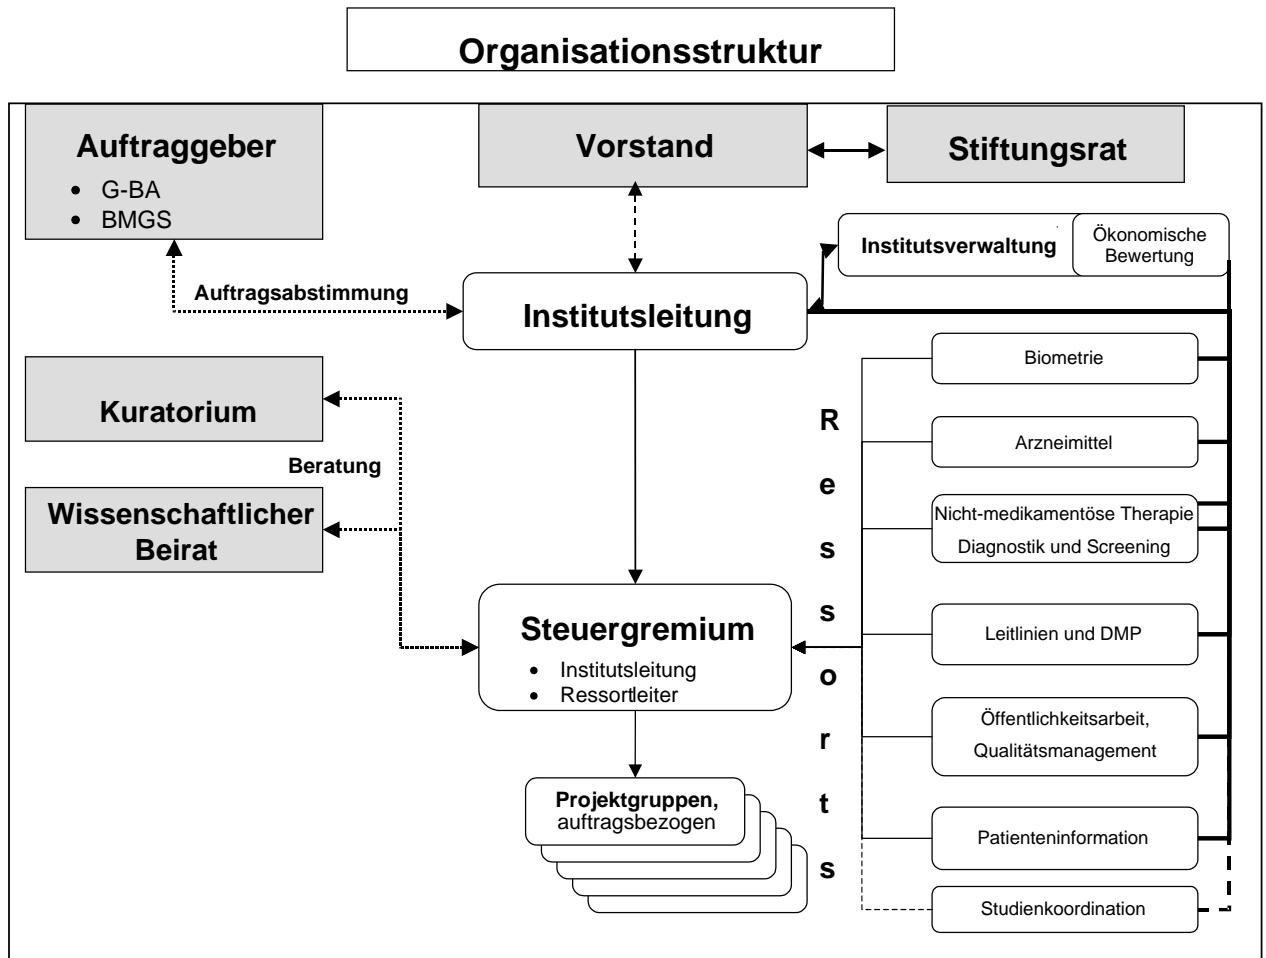 Organisationsstruktur
Auftraggeber
• G-BA
• BMGS
Vorstand
Stiftungsrat
Institutsverwaltung
Ökonomische
Bewertung
Auftragsabstimmung
Institutsleitung
Kuratorium
Beratung
Wissenschaftlicher
Beirat
Steuergremium
• Institutsleitung
• Ressortleiter
Projektgruppen,
auftragsbezogen
Ressorts
Biometrie
Arzneimittel
Nicht-medikamentöse Therapie
Diagnostik und Screening
Leitlinien und DMP
Öffentlichkeitsarbeit,
Qualitätsmanagement
Patienteninformation
Studienkoordination